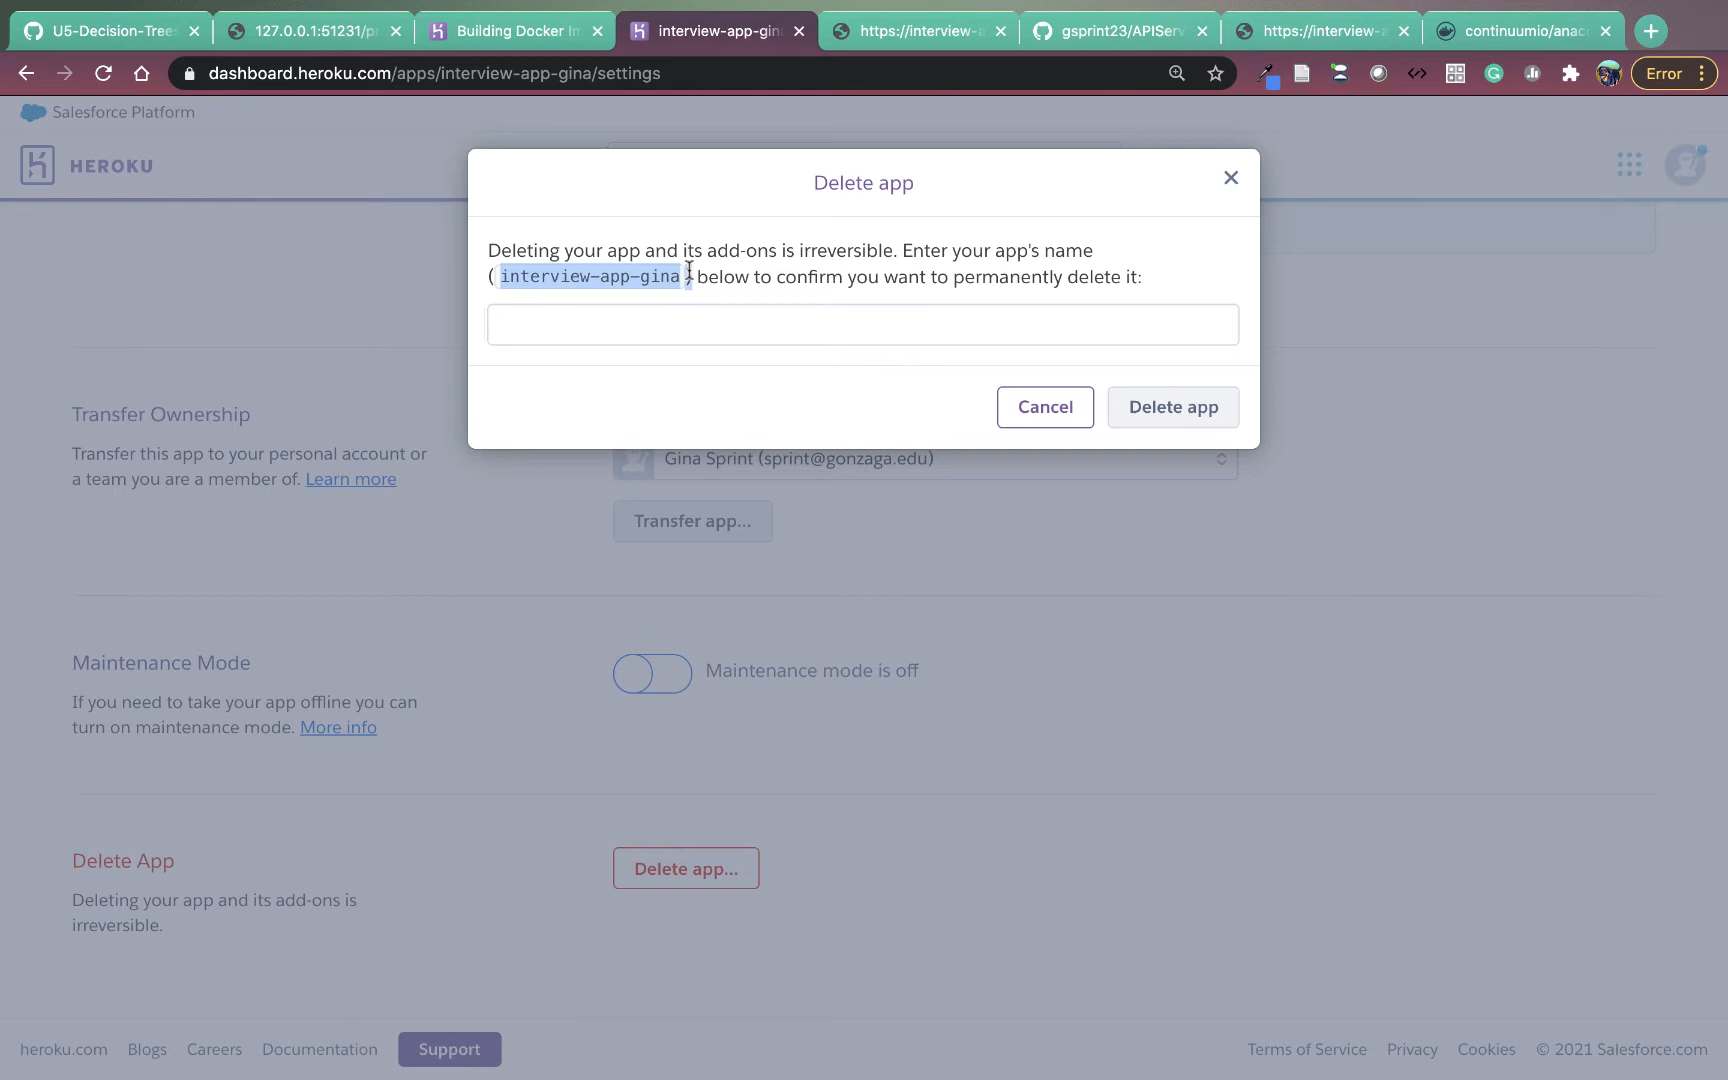 U5-Decision-Trees
127.0.0.1:51231/pr
Building Docker Im
interview-app-gina
https://interview-a
gsprint23/APIServ
https://interview-a
continuumio/anaco
dashboard.heroku.com/apps/interview-app-gina/settings
Error
Salesforce Platform
HEROKU
Delete app
Deleting your app and its add-ons is irreversible. Enter your app's name
(interview-app-gina) below to confirm you want to permanently delete it:
Cancel
Delete app
Transfer Ownership
Transfer this app to your personal account or
a team you are a member of. Learn more
Gina Sprint (sprint@gonzaga.edu)
Transfer app...
Maintenance Mode
If you need to take your app offline you can
turn on maintenance mode. More info
Maintenance mode is off
Delete App
Deleting your app and its add-ons is
irreversible.
Delete app...
heroku.com
Blogs
Careers
Documentation
Support
Terms of Service
Privacy
Cookies
© 2021 Salesforce.com